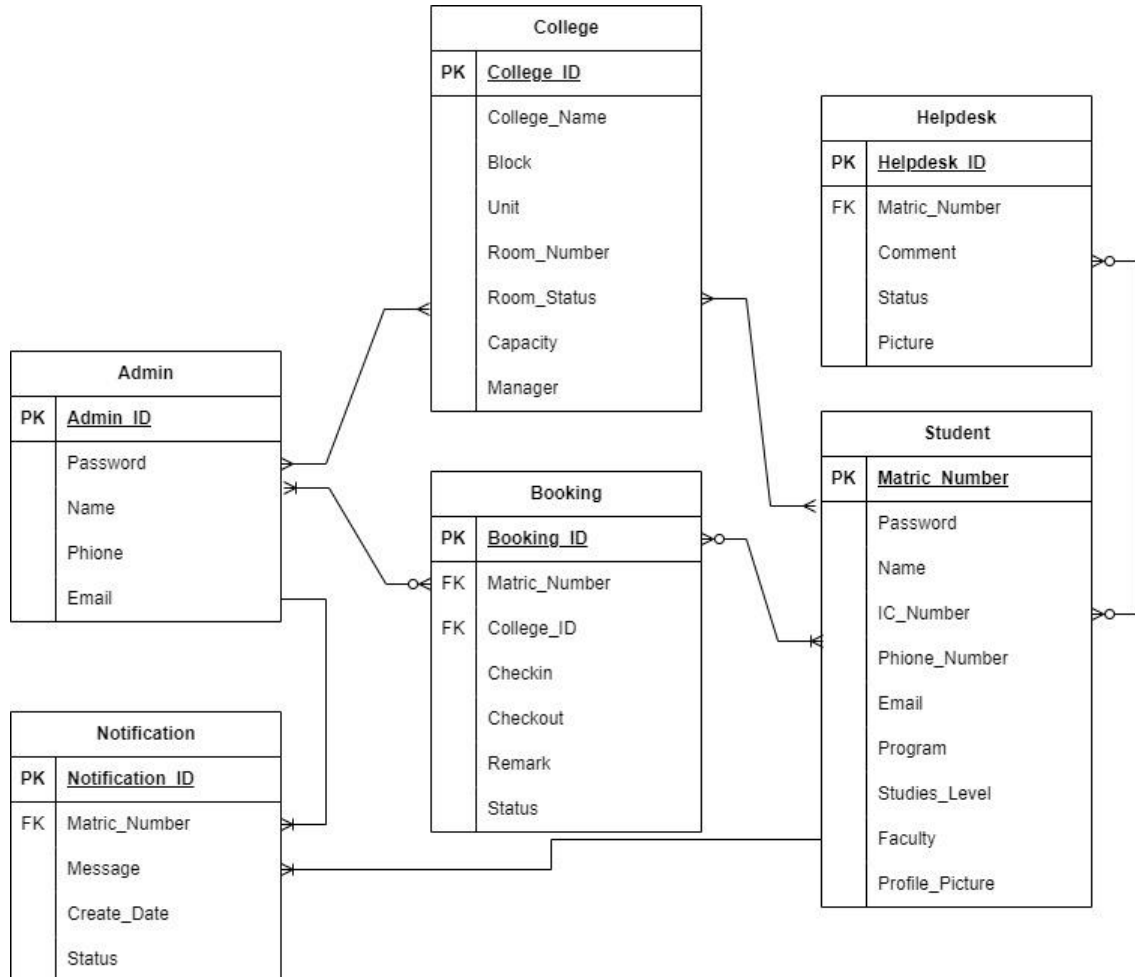 College
PK College_ID
College_Name
Block
Unit
Room_Number
Room_Status
Capacity
Manager
Helpdesk
PK Helpdesk_ID
FK Matric_Number
Comment
Status
Picture
Admin
PK Admin_ID
Password
Name
Phione
Email
Booking
PK Booking_ID
FK Matric_Number
FK College_ID
Checkin
Checkout
Remark
Status
Student
PK Matric_Number
Password
Name
IC_Number
Phione_Number
Email
Program
Studies_Level
Faculty
Profile_Picture
Notification
PK Notification_ID
FK Matric_Number
Message
Create_Date
Status